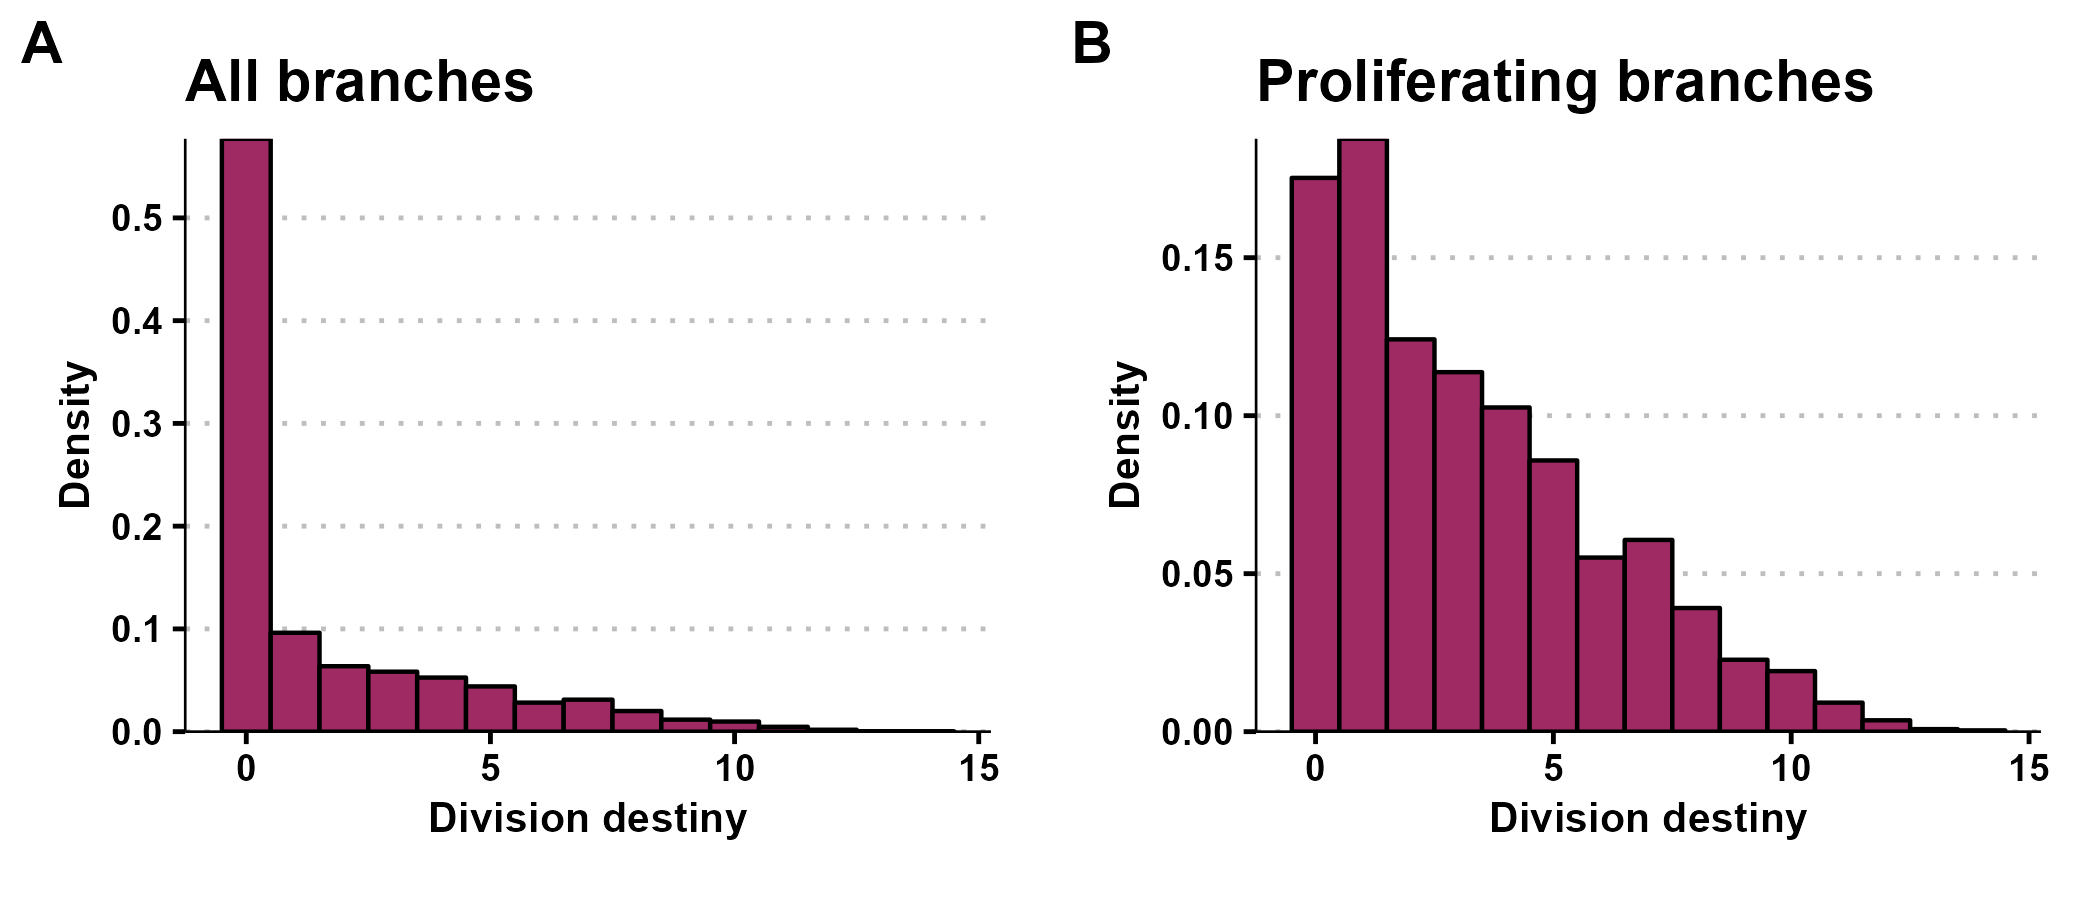 A
All branches
0.5
0.4
0.3
0.2
0.1
0.0
Density
0 5 10 15
Division destiny
B
Proliferating branches
0.15
0.10
0.05
0.00
Density
0 5 10 15
Division destiny